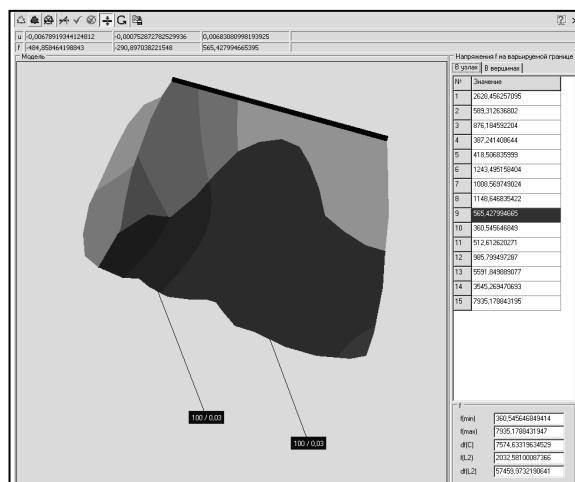 u -0,00678919344124812 -0,000752872782529936 0,00683080998193925
f -484,858464198843 -290,897038221548 565,427994665395
Модель
Напряжения f на варьируемой границе
В узлах В вершинах
№ Значение
1 2628,456257095
2 589,312636802
3 876,184592204
4 387,241408644
5 418,506835999
6 1243,495158404
7 1008,569749024
8 1148,646835422
9 565,427994665
10 360,545646849
11 512,612620271
12 985,799497287
13 5591,849889077
14 3545,269470693
15 7935,178843195
100 / 0,03
100 / 0,03
f
f(min) 360,545646849414
f(max) 7935,1788431947
df(C) 7574,63319634529
f(L2) 2032,58100087366
df(L2) 57459,9732190641